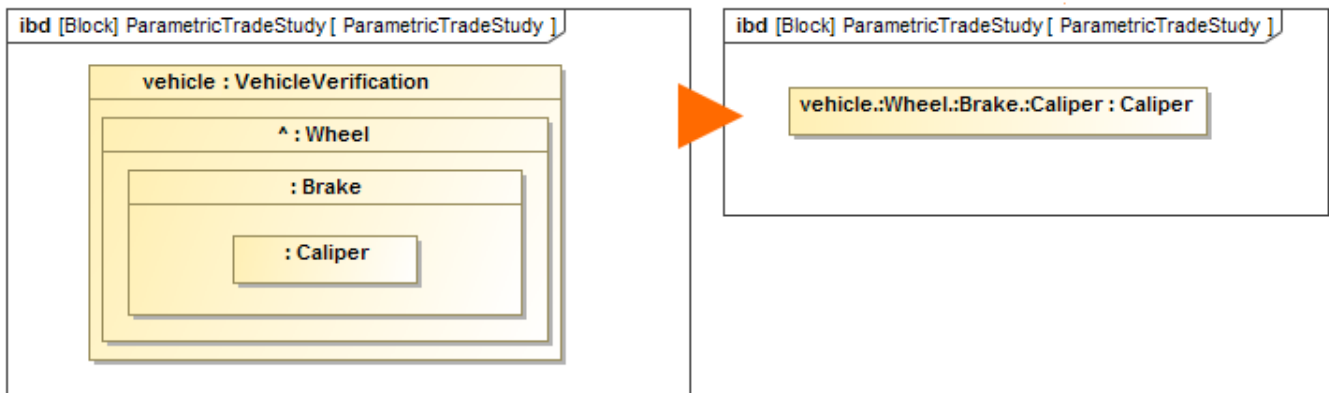 ibd [Block] ParametricTradeStudy [ ParametricTradeStudy ]
vehicle : VehicleVerification
^ : Wheel
: Brake
: Caliper
ibd [Block] ParametricTradeStudy [ ParametricTradeStudy ]
vehicle.:Wheel.:Brake.:Caliper : Caliper